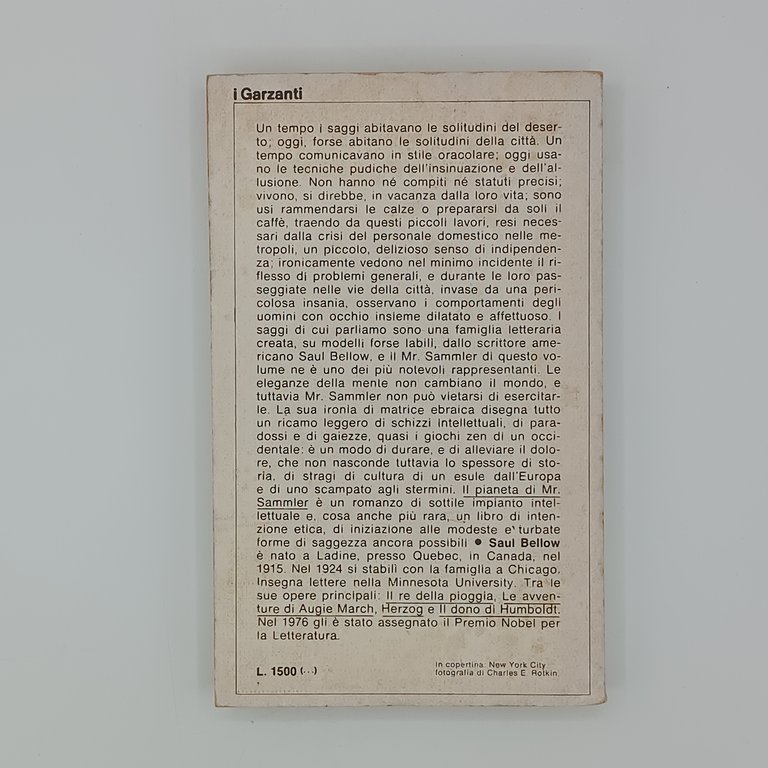 i Garzanti
Un tempo i saggi abitavano le solitudini del deser-
to; oggi, forse abitano le solitudini della città. Un
tempo comunicavano in stile oracolare; oggi usa-
no le tecniche pudiche dell'insinuazione e dell'al-
lusione. Non hanno né compiti né statuti precisi;
vivono, si direbbe, in vacanza dalla loro vita; sono
usi rammendarsi le calze o prepararsi da soli il
caffè, traendo da questi piccoli lavori, resi neces-
sari dalla crisi del personale domestico nelle me-
tropoli, un piccolo, delizioso senso di indipenden-
za; ironicamente vedono nel minimo incidente il ri-
flesso di problemi generali, e durante le loro pas-
seggiate nelle vie della città, invase da una peri-
colosa insania, osservano i comportamenti degli
uomini con occhio insieme dilatato e affettuoso. I
saggi di cui parliamo sono una famiglia letteraria
creata, su modelli forse labili, dallo scrittore ame-
ricano Saul Bellow, e il Mr. Sammler di questo vo-
lume ne è uno dei più notevoli rappresentanti. Le
eleganze della mente non cambiano il mondo, e
tuttavia Mr. Sammler non può vietarsi di esercitar-
le. La sua ironia di matrice ebraica disegna tutto
un ricamo leggero di schizzi intellettuali, di para-
dossi e di gaiezze, quasi i giochi zen di un occi-
dentale: è un modo di durare, e di alleviare il dolo-
re, che non nasconde tuttavia lo spessore di sto-
ria, di stragi di cultura di un esule dall'Europa
e di uno scampato agli stermini. Il pianeta di Mr.
Sammler è un romanzo di sottile impianto intel-
lettuale e, cosa anche più rara, un libro di inten-
zione etica, di iniziazione alle modeste e turbate
forme di saggezza ancora possibili ● Saul Bellow
è nato a Ladine, presso Quebec, in Canada, nel
1915. Nel 1924 si stabilì con la famiglia a Chicago.
Insegna lettere nella Minnesota University. Tra le
sue opere principali: Il re della pioggia, Le avven-
ture di Augie March, Herzog e Il dono di Humboldt.
Nel 1976 gli è stato assegnato il Premio Nobel per
la Letteratura.
L. 1500 (...)
In copertina: New York City
fotografia di Charles E. Rotkin